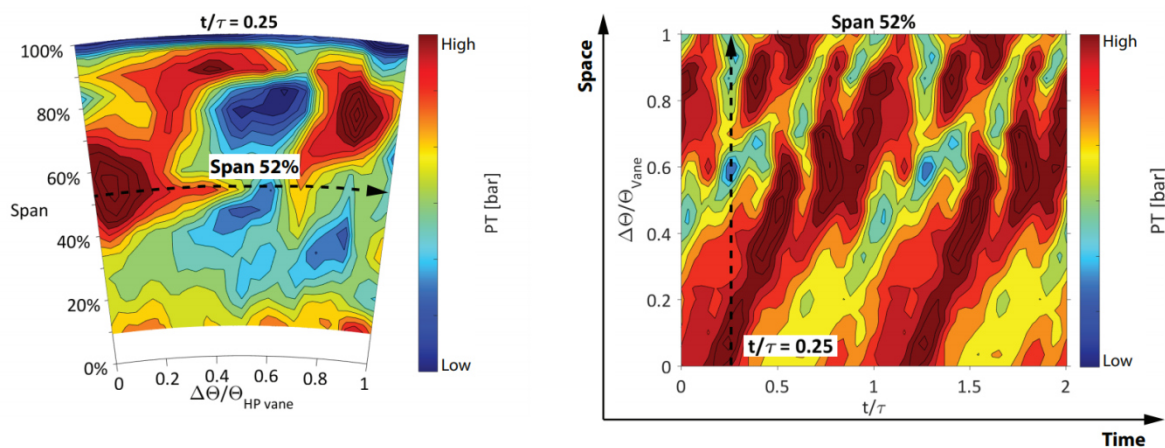 t/τ = 0.25
100%
80%
60%
Span
40%
20%
0%
Span 52%
0
0.2
0.4
0.6
0.8
1
ΔΘ/Θ HP vane
High
Low
PT [bar]
Span 52%
Space
ΔΘ/Θ Vane
1
0.8
0.6
0.4
0.2
0
t/τ = 0.25
0
0.5
1
1.5
2
t/τ
High
Low
PT [bar]
Time